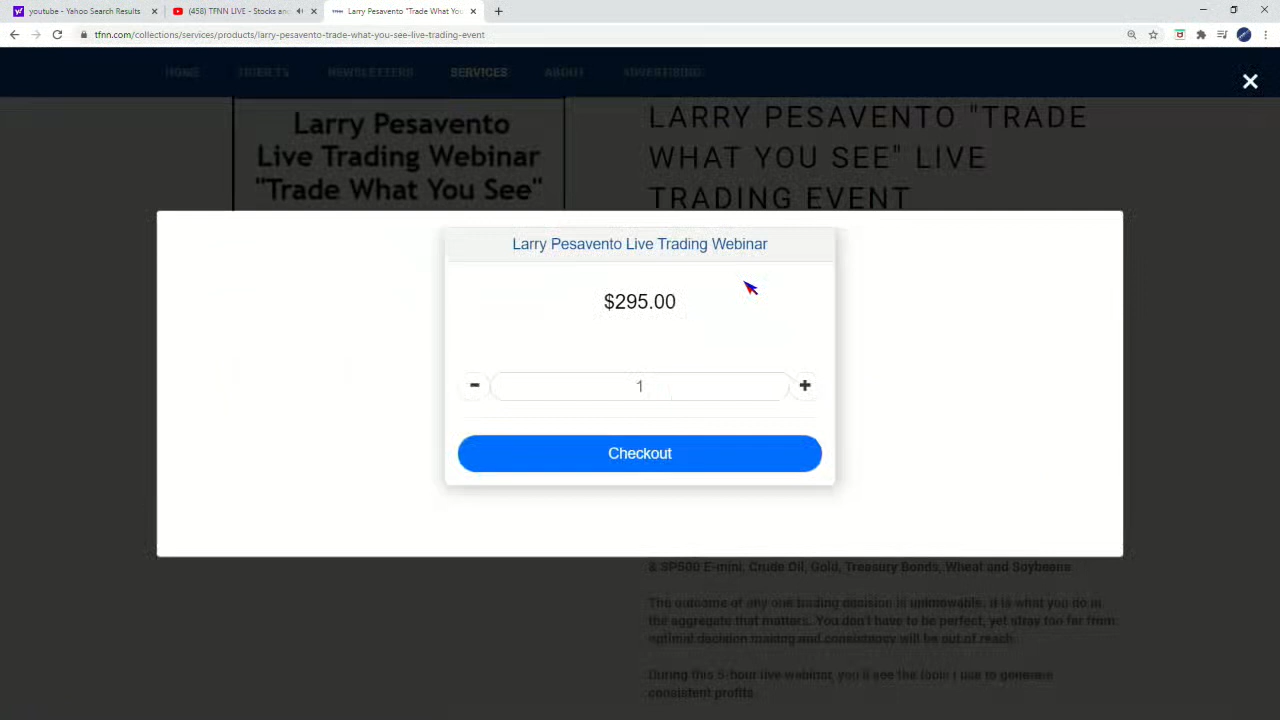 youtube - Yahoo Search Results
(458) TFNN LIVE - Stocks and
Larry Pesavento "Trade What You
tfnn.com/collections/services/products/larry-pesavento-trade-what-you-see-live-trading-event
HOME
NEWSLETTERS
SERVICES
ABOUT
ADVERTISING
Larry Pesavento
Live Trading Webinar
"Trade What You See"
LARRY PESAVENTO "TRADE
WHAT YOU SEE" LIVE
TRADING EVENT
Larry Pesavento Live Trading Webinar
$295.00
1
Checkout
& SP500 E-mini, Crude Oil, Gold, Treasury Bonds, Wheat and Soybeans
The outcome of any one trading decision is unknowable, it is what you do in
the aggregate that matters. You don't have to be perfect, yet stray too far from
optimal decision making and consistency will be out of reach
During this 5-hour live webinar, you'll see the tools I use to generate
consistent profits